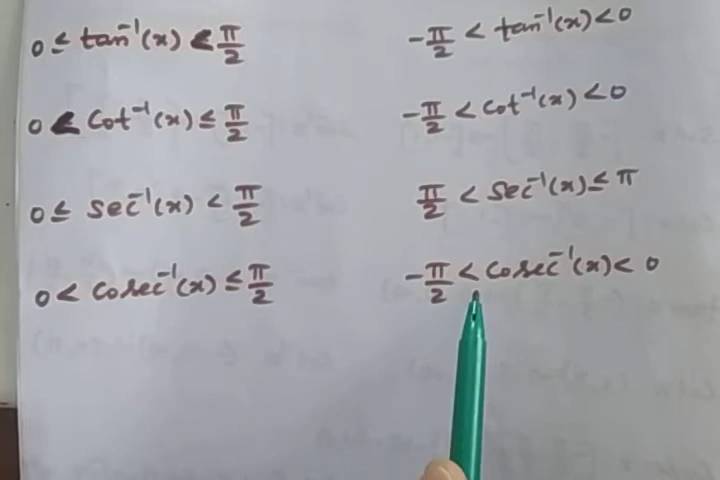 0 ≤ tan⁻¹(x) < π/2    -π/2 < tan⁻¹(x) < 0
0 < Cot⁻¹(x) ≤ π/2    -π/2 < Cot⁻¹(x) < 0
0 ≤ sec⁻¹(x) < π/2    π/2 < sec⁻¹(x) ≤ π
0 < cosec⁻¹(x) ≤ π/2    -π/2 < cosec⁻¹(x) < 0